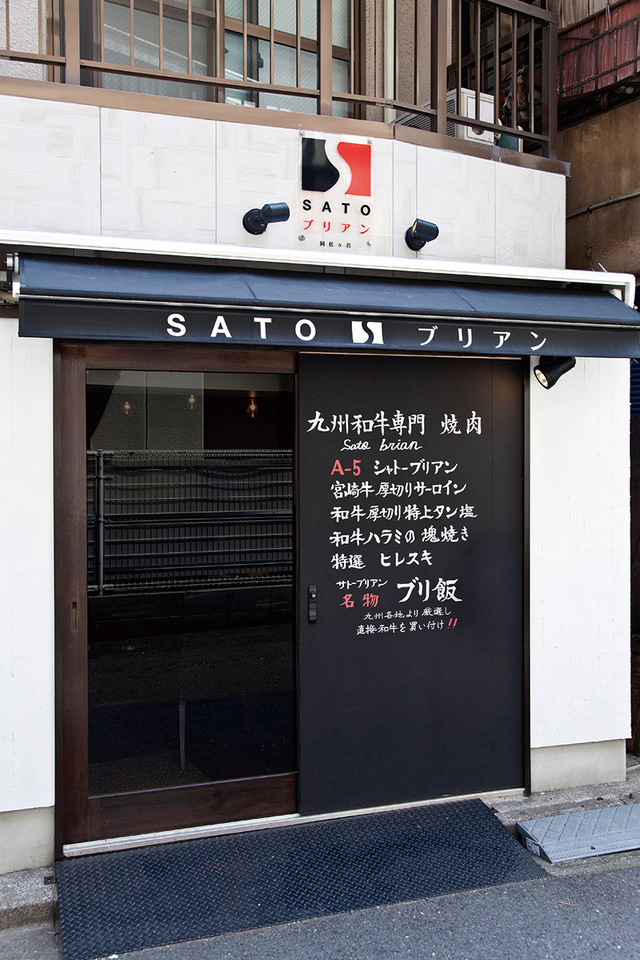 SATO
ブリアン
阿佐ヶ谷
SATO S ブリアン
九州和牛専門 焼肉
Sato brian
A-5 シャトーブリアン
宮崎牛厚切りサーロイン
和牛厚切り特上タン塩
和牛ハラミの塊焼き
特選 ヒレスキ
サトーブリアン
名物 ブリ飯
九州各地より厳選し
直接和牛を買い付け!!